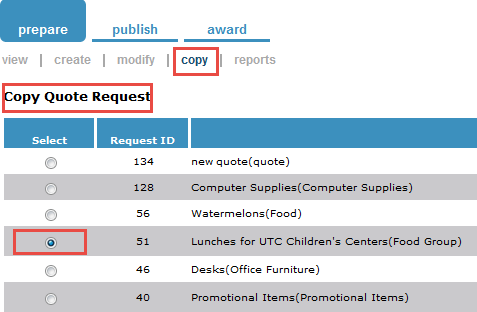 prepare publish award
view | create | modify | copy | reports
Copy Quote Request
Select Request ID
134 new quote(quote)
128 Computer Supplies(Computer Supplies)
56 Watermelons(Food)
51 Lunches for UTC Children's Centers(Food Group)
46 Desks(Office Furniture)
40 Promotional Items(Promotional Items)